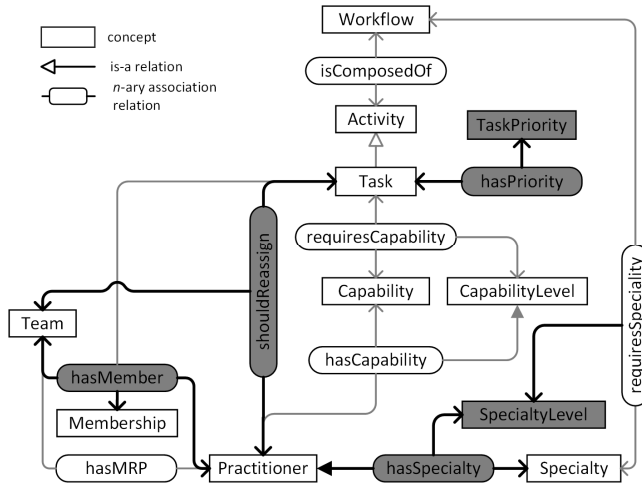 Workflow
concept
is-a relation
n-ary association
relation
isComposedOf
Activity
TaskPriority
Task
hasPriority
requiresCapability
shouldReassign
Capability
CapabilityLevel
requiresSpeciality
Team
hasCapability
hasMember
Membership
SpecialtyLevel
hasMRP
Practitioner
hasSpecialty
Specialty